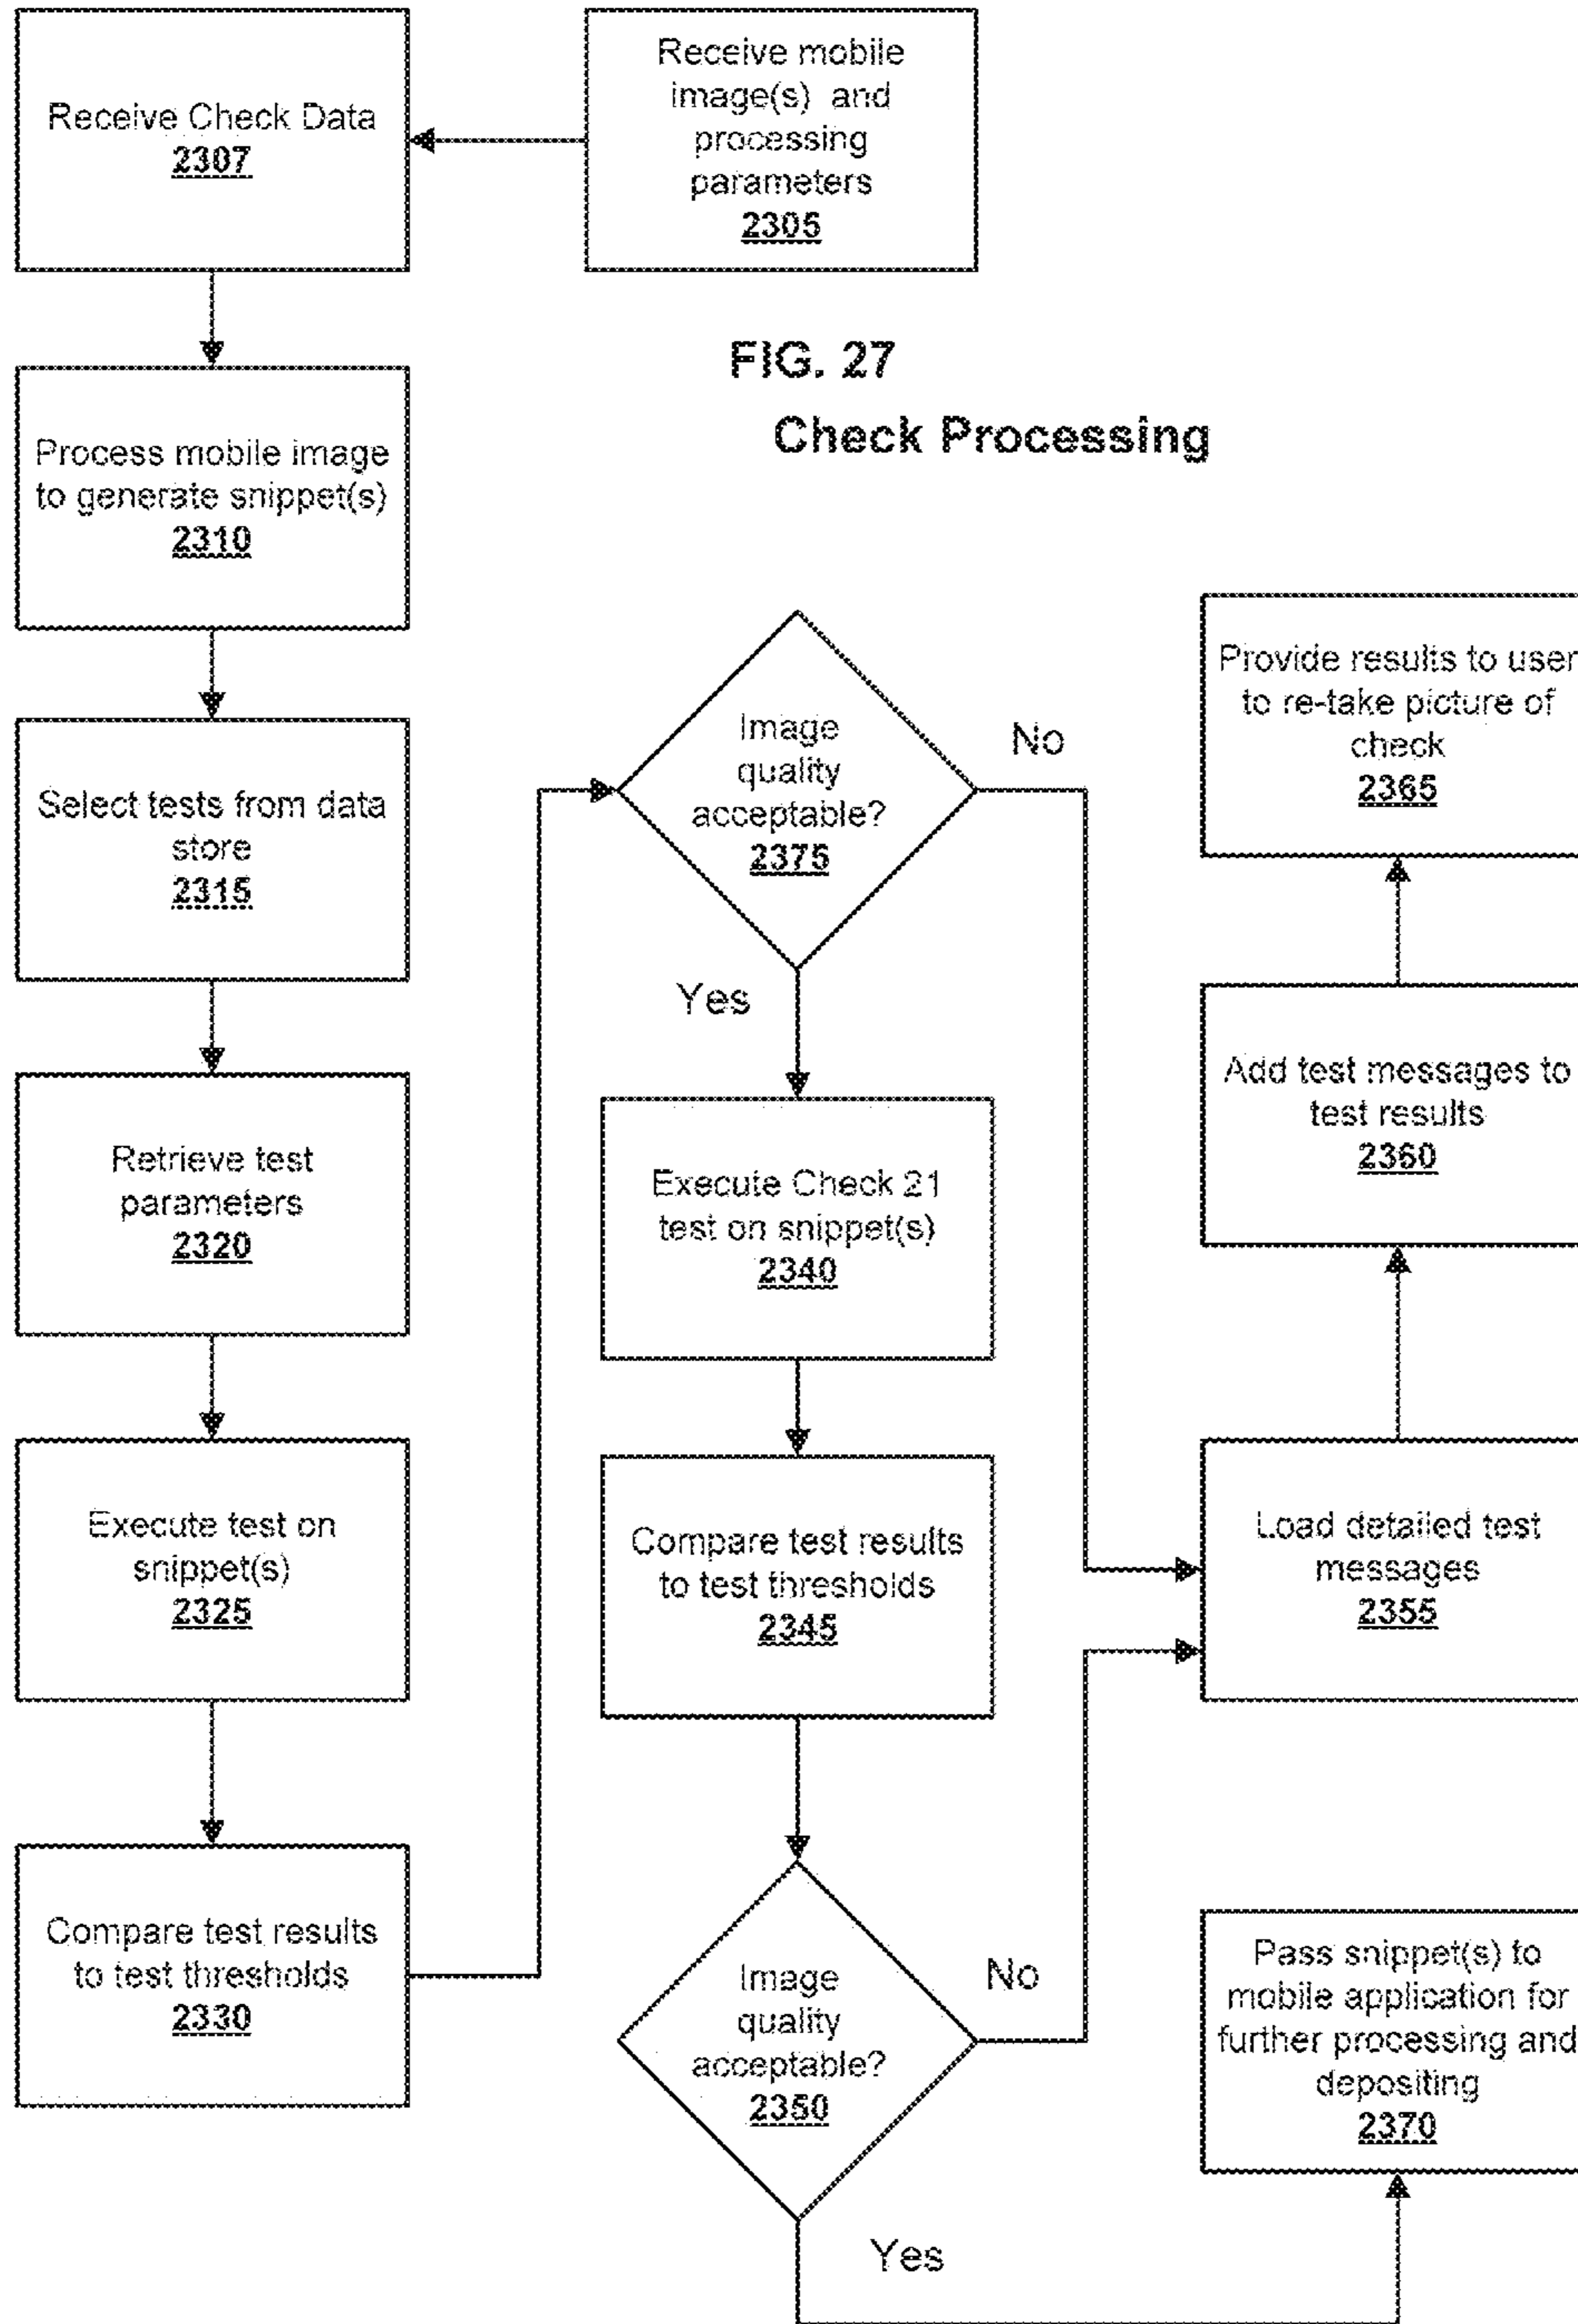 Receive Check Data
2307
Receive mobile
image(s) and
processing
parameters
2305
FIG. 27
Check Processing
Process mobile image
to generate snippet(s)
2310
Select tests from data
store
2315
Retrieve test
parameters
2320
Execute test on
snippet(s)
2325
Compare test results
to test thresholds
2330
Image
quality
acceptable?
2375
No
Yes
Execute Check 21
test on snippet(s)
2340
Compare test results
to test thresholds
2345
Image
quality
acceptable?
2350
No
Yes
Provide results to user
to re-take picture of
check
2365
Add test messages to
test results
2360
Load detailed test
messages
2355
Pass snippet(s) to
mobile application for
further processing and
depositing
2370